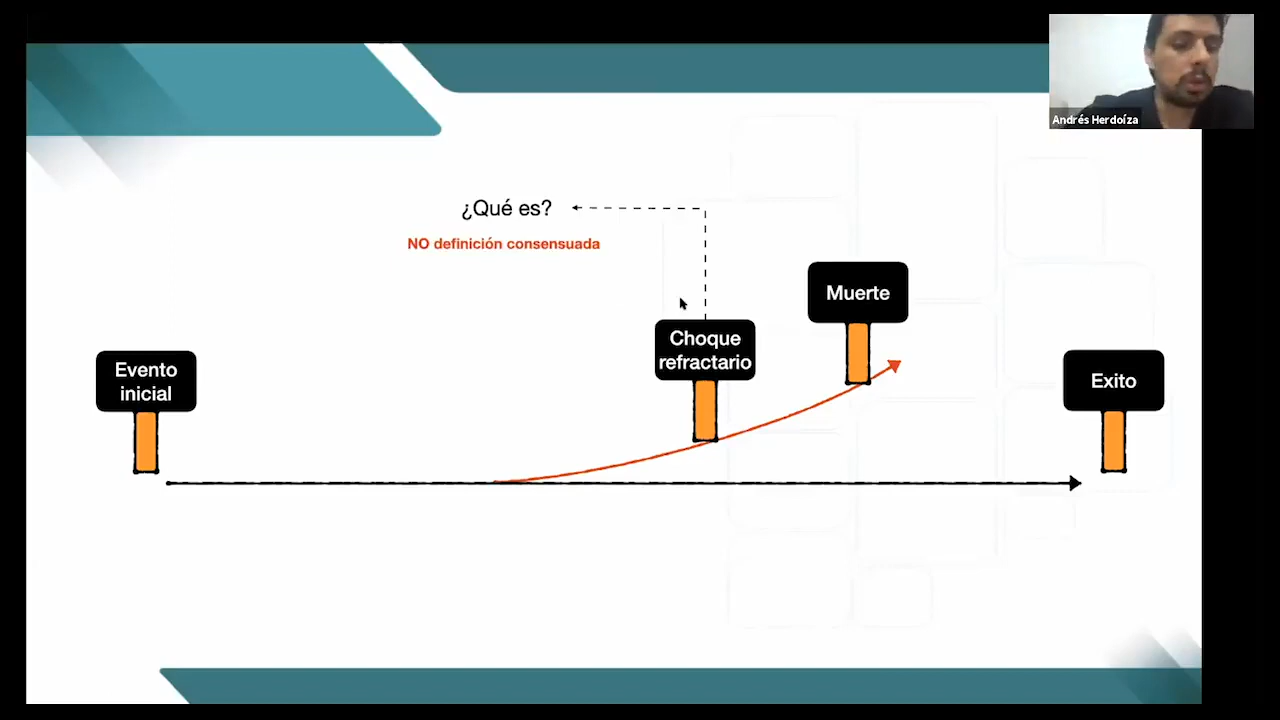 Andrés Herdoíza
¿Qué es?
NO definición consensuada
Muerte
Choque
refractario
Evento
inicial
Exito